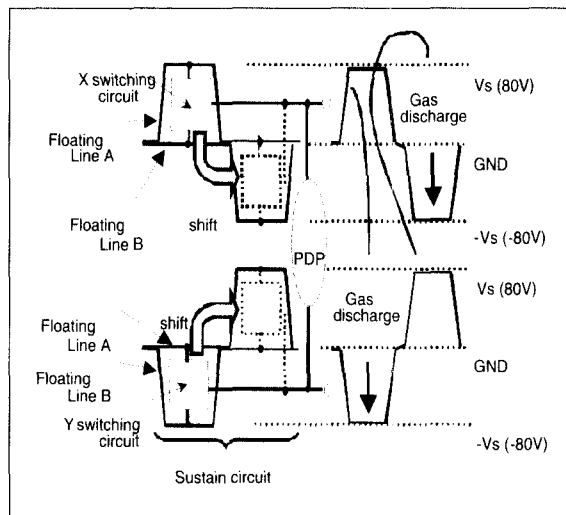 X switching
circuit
Floating
Line A
Floating
Line B
shift
Vs (80V)
Gas
discharge
GND
-Vs (-80V)
PDP
Floating
Line A
shift
Floating
Line B
Y switching
circuit
Gas
discharge
Vs (80V)
GND
-Vs (-80V)
Sustain circuit